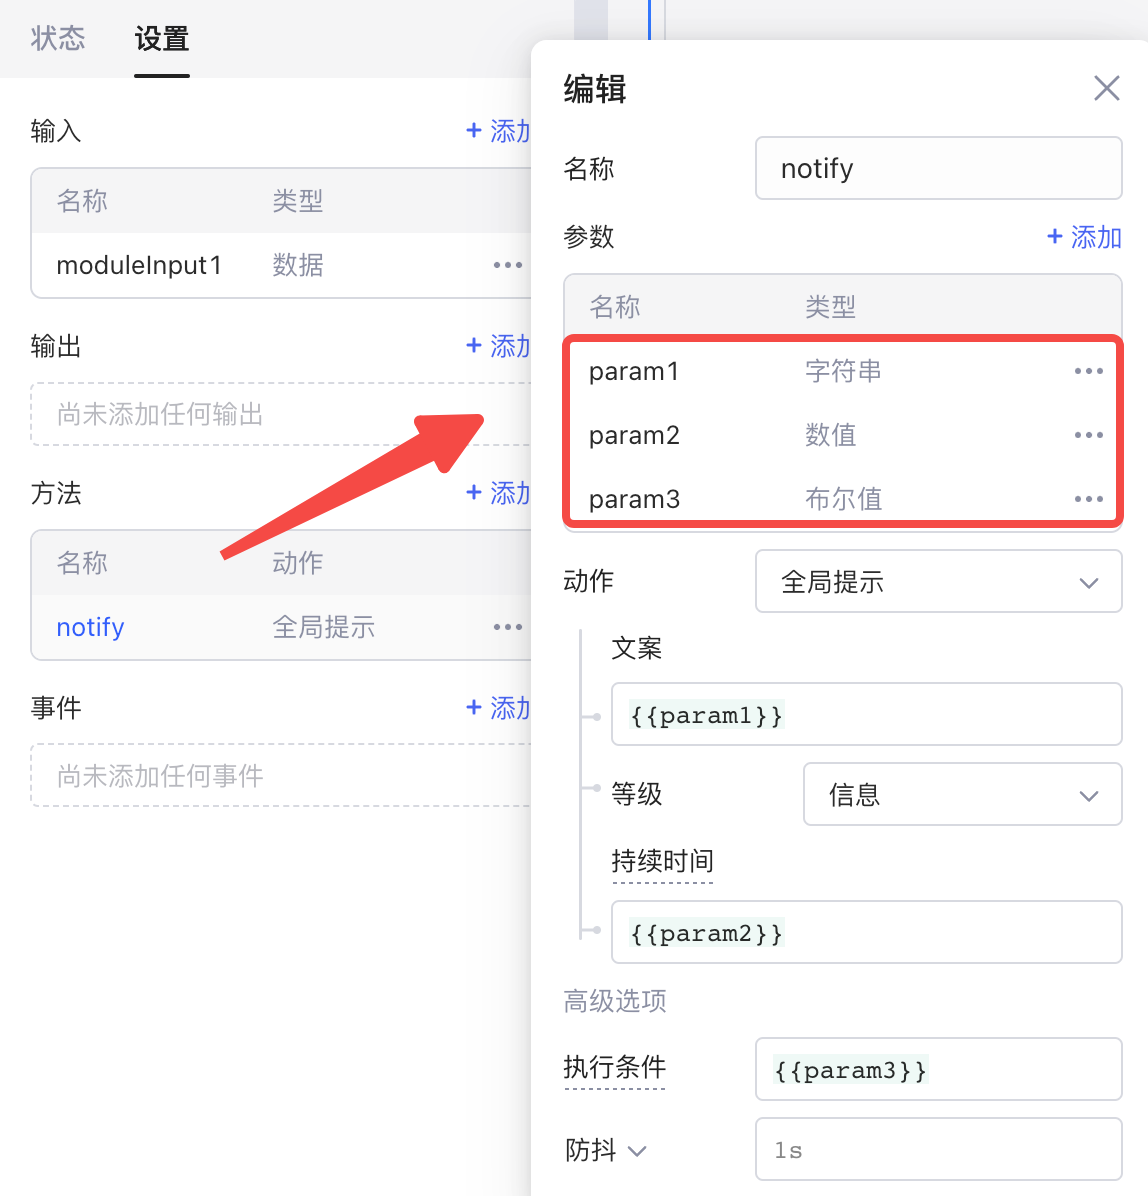 状态 设置
输入 + 添加
名称 类型
moduleInput1 数据
输出 + 添加
尚未添加任何输出
方法 + 添加
名称 动作
notify 全局提示
事件 + 添加
尚未添加任何事件
编辑
名称 notify
参数 + 添加
名称 类型
param1 字符串
param2 数值
param3 布尔值
动作 全局提示
文案
{{param1}}
等级 信息
持续时间
{{param2}}
高级选项
执行条件 {{param3}}
防抖 1s